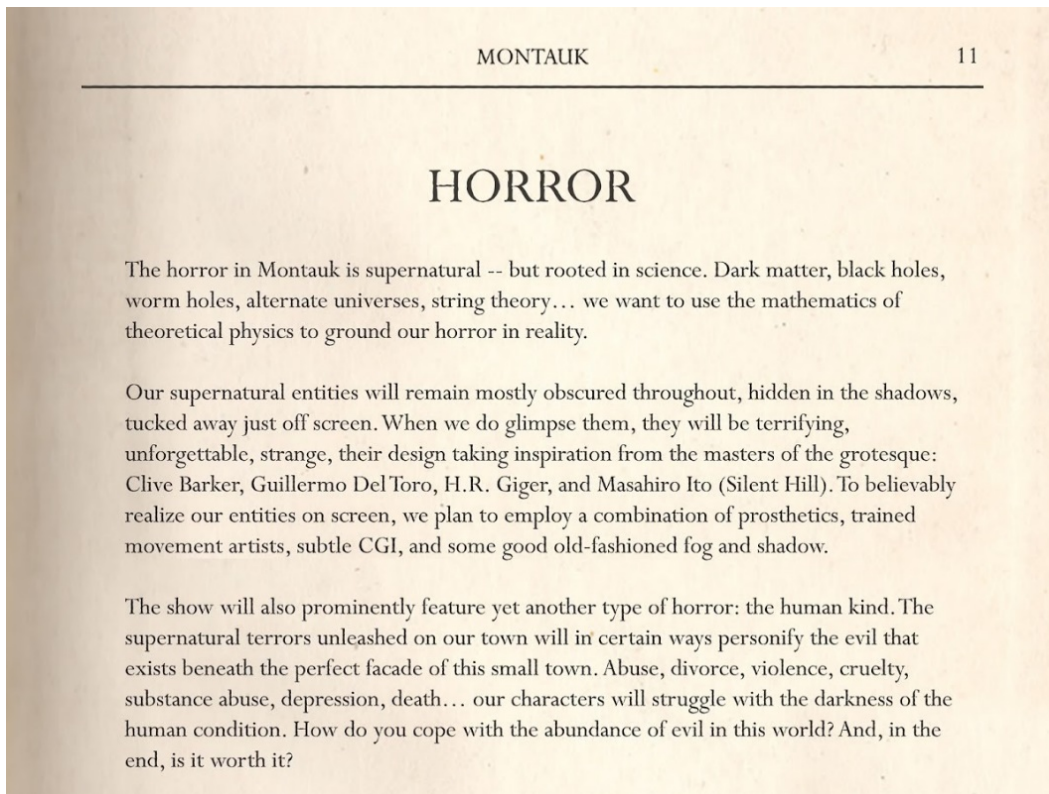 MONTAUK 11
HORROR
The horror in Montauk is supernatural -- but rooted in science. Dark matter, black holes,
worm holes, alternate universes, string theory... we want to use the mathematics of
theoretical physics to ground our horror in reality.
Our supernatural entities will remain mostly obscured throughout, hidden in the shadows,
tucked away just off screen. When we do glimpse them, they will be terrifying,
unforgettable, strange, their design taking inspiration from the masters of the grotesque:
Clive Barker, Guillermo Del Toro, H.R. Giger, and Masahiro Ito (Silent Hill). To believably
realize our entities on screen, we plan to employ a combination of prosthetics, trained
movement artists, subtle CGI, and some good old-fashioned fog and shadow.
The show will also prominently feature yet another type of horror: the human kind. The
supernatural terrors unleashed on our town will in certain ways personify the evil that
exists beneath the perfect facade of this small town. Abuse, divorce, violence, cruelty,
substance abuse, depression, death... our characters will struggle with the darkness of the
human condition. How do you cope with the abundance of evil in this world? And, in the
end, is it worth it?